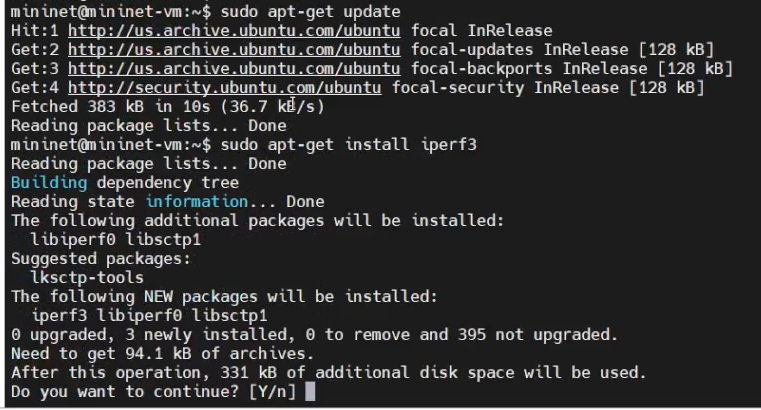 mininet@mininet-vm:~$ sudo apt-get update
Hit:1 http://us.archive.ubuntu.com/ubuntu focal InRelease
Get:2 http://us.archive.ubuntu.com/ubuntu focal-updates InRelease [128 kB]
Get:3 http://us.archive.ubuntu.com/ubuntu focal-backports InRelease [128 kB]
Get:4 http://security.ubuntu.com/ubuntu focal-security InRelease [128 kB]
Fetched 383 kB in 10s (36.7 kB/s)
Reading package lists... Done
mininet@mininet-vm:~$ sudo apt-get install iperf3
Reading package lists... Done
Building dependency tree
Reading state information... Done
The following additional packages will be installed:
  libiperf0 libsctp1
Suggested packages:
  lksctp-tools
The following NEW packages will be installed:
  iperf3 libiperf0 libsctp1
0 upgraded, 3 newly installed, 0 to remove and 395 not upgraded.
Need to get 94.1 kB of archives.
After this operation, 331 kB of additional disk space will be used.
Do you want to continue? [Y/n]